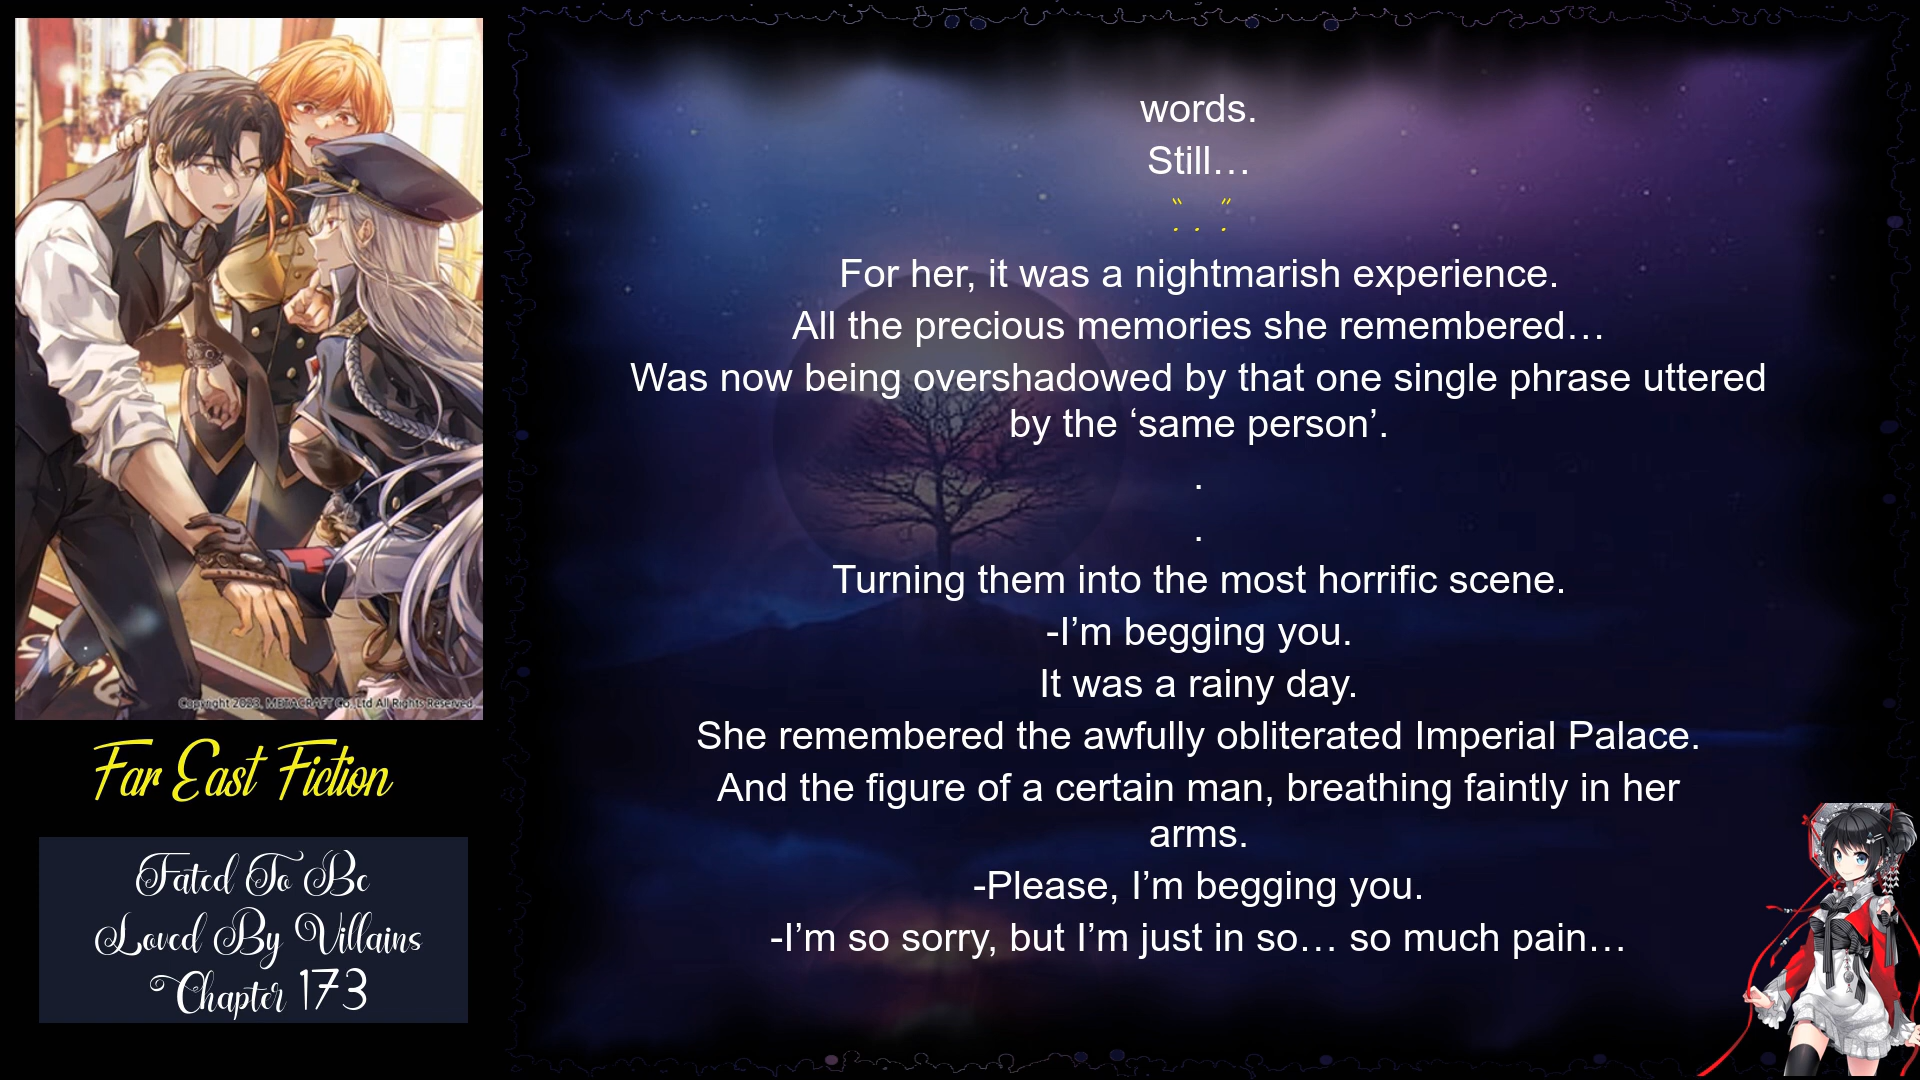 words.
Still…
“. . .”
For her, it was a nightmarish experience.
All the precious memories she remembered…
Was now being overshadowed by that one single phrase uttered
by the ‘same person’.
.
.
Turning them into the most horrific scene.
-I’m begging you.
It was a rainy day.
She remembered the awfully obliterated Imperial Palace.
And the figure of a certain man, breathing faintly in her
arms.
-Please, I’m begging you.
-I’m so sorry, but I’m just in so… so much pain…
Copyright 2023. METACRAFT Co., Ltd All Rights Reserved
Far East Fiction
Fated To Be
Loved By Villains
Chapter 173